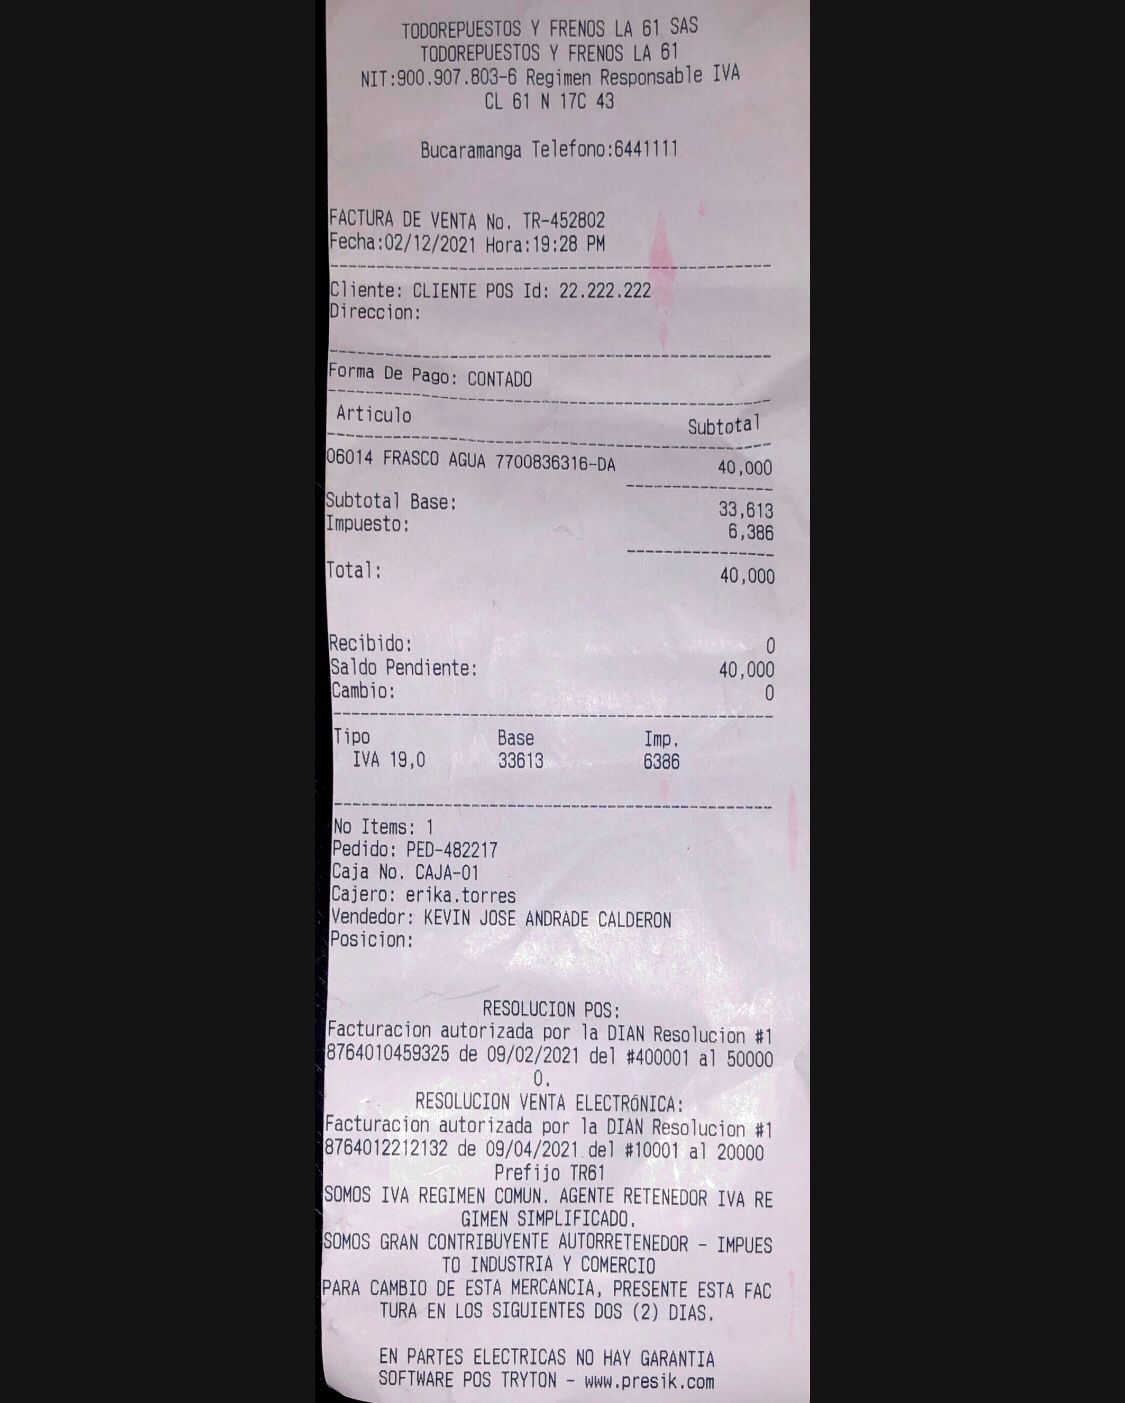 TODOREPUESTOS Y FRENOS LA 61 SAS
TODOREPUESTOS Y FRENOS LA 61
NIT:900.907.803-6 Regimen Responsable IVA
CL 61 N 17C 43
Bucaramanga Telefono:6441111
FACTURA DE VENTA No. TR-452802
Fecha:02/12/2021 Hora:19:28 PM
Cliente: CLIENTE POS Id: 22.222.222
Direccion:
Forma De Pago: CONTADO
Articulo Subtotal
06014 FRASCO AGUA 7700836316-DA 40,000
Subtotal Base: 33,613
Impuesto: 6,386
Total: 40,000
Recibido: 0
Saldo Pendiente: 40,000
Cambio: 0
Tipo Base Imp.
IVA 19,0 33613 6386
No Items: 1
Pedido: PED-482217
Caja No. CAJA-01
Cajero: erika.torres
Vendedor: KEVIN JOSE ANDRADE CALDERON
Posicion:
RESOLUCION POS:
Facturacion autorizada por la DIAN Resolucion #1
8764010459325 de 09/02/2021 del #400001 al 50000
0.
RESOLUCION VENTA ELECTRÓNICA:
Facturacion autorizada por la DIAN Resolucion #1
8764012212132 de 09/04/2021 del #10001 al 20000
Prefijo TR61
SOMOS IVA REGIMEN COMUN. AGENTE RETENEDOR IVA RE
GIMEN SIMPLIFICADO.
SOMOS GRAN CONTRIBUYENTE AUTORRETENEDOR - IMPUES
TO INDUSTRIA Y COMERCIO
PARA CAMBIO DE ESTA MERCANCIA, PRESENTE ESTA FAC
TURA EN LOS SIGUIENTES DOS (2) DIAS.
EN PARTES ELECTRICAS NO HAY GARANTIA
SOFTWARE POS TRYTON - www.presik.com